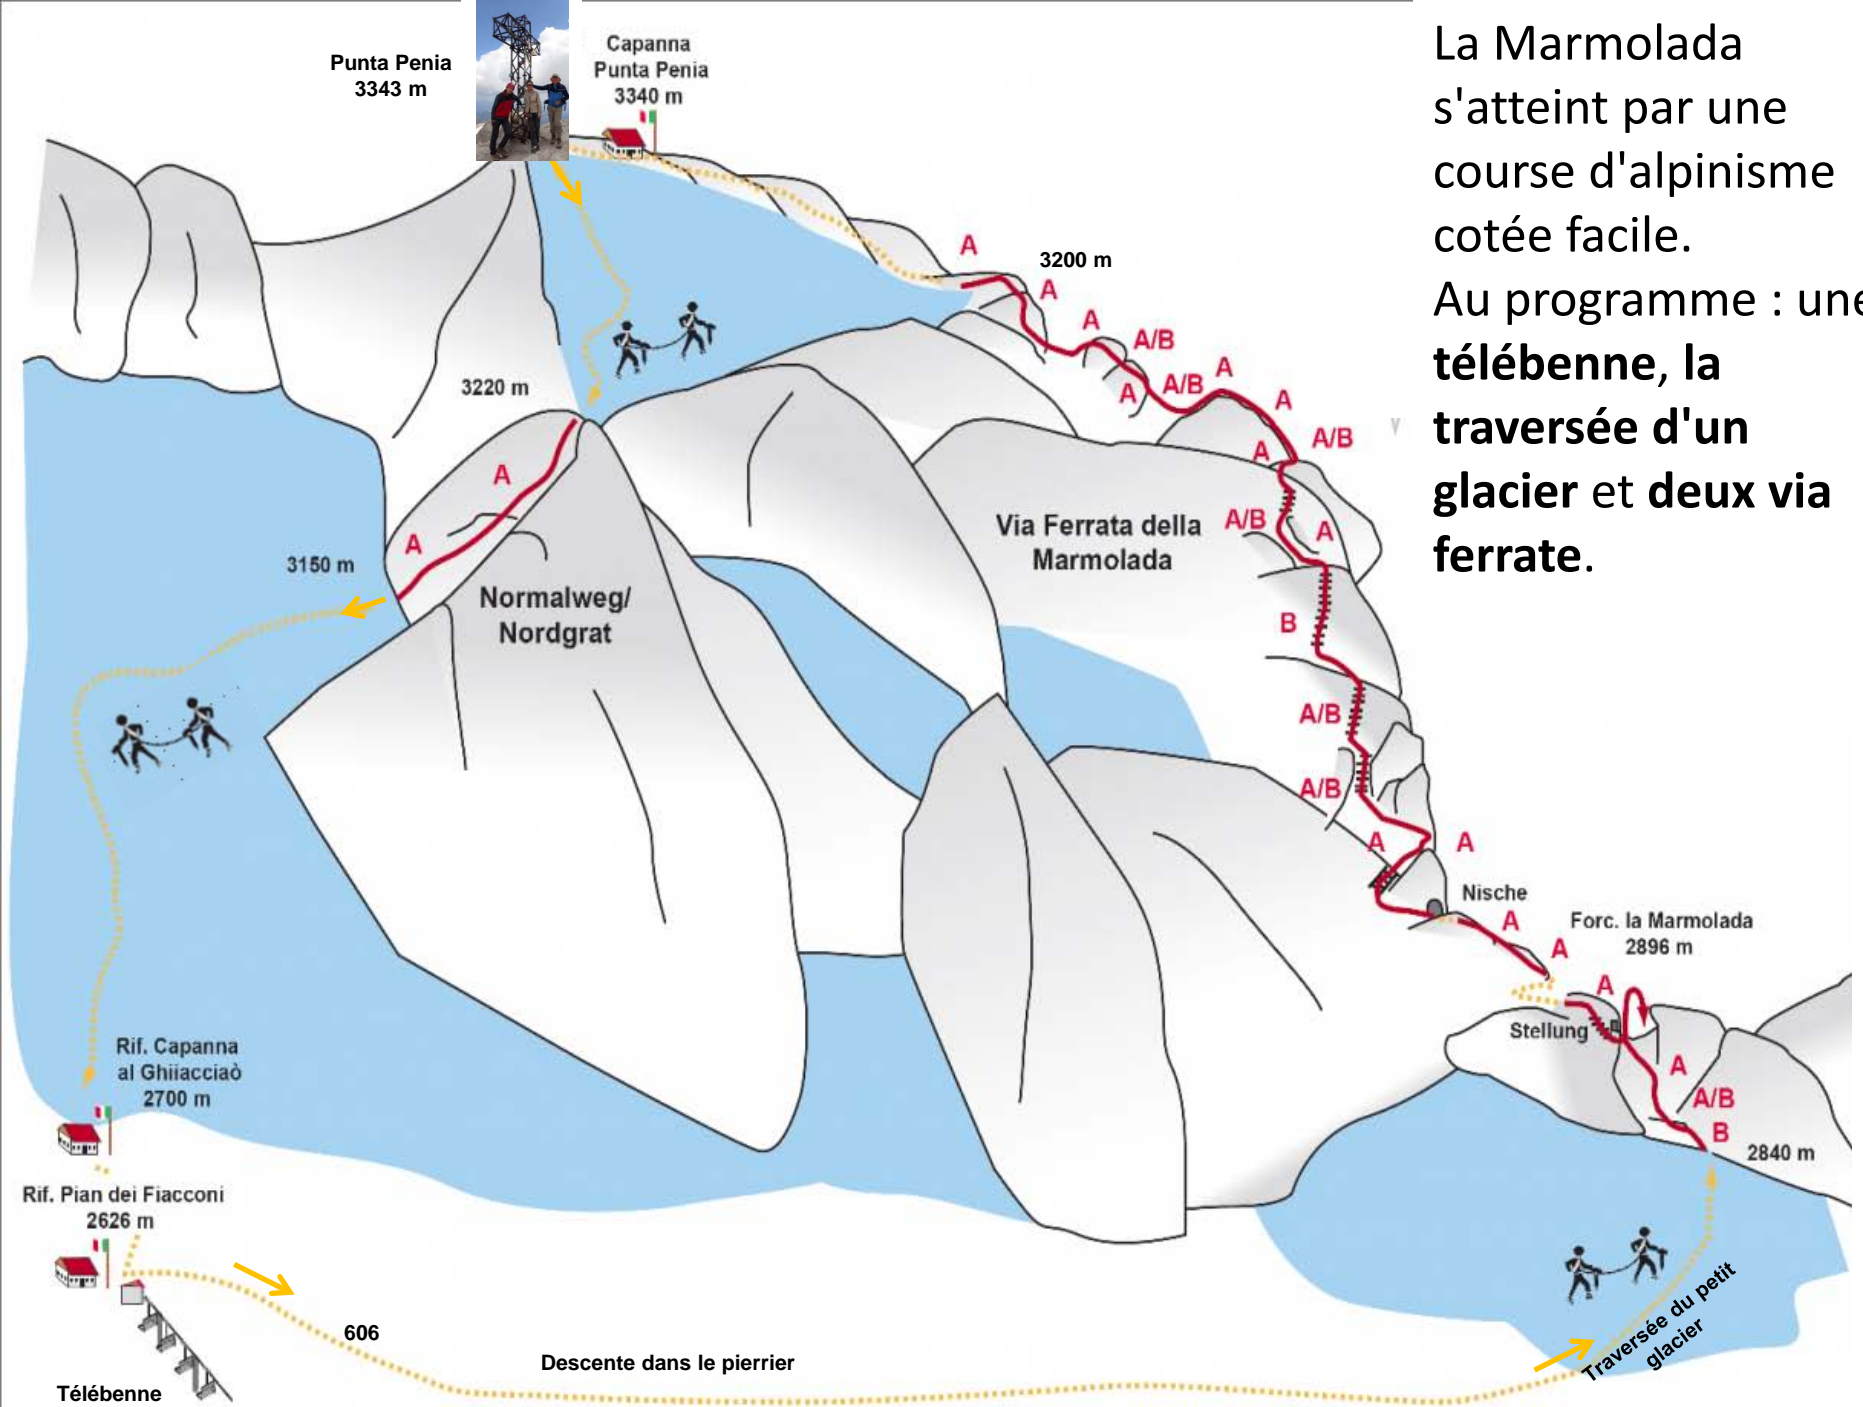 La Marmolada
s'atteint par une
course d'alpinisme
cotée facile.
Au programme : une
télébenne, la
traversée d'un
glacier et deux via
ferrate.
Punta Penia
3343 m
Capanna
Punta Penia
3340 m
A
3200 m
A
A
A/B
A
A/B
A
A
A/B
A
3220 m
A
A
3150 m
Normalweg/
Nordgrat
Via Ferrata della
Marmolada
A/B
A
B
A/B
A/B
A
A
Nische
A
A
Forc. la Marmolada
2896 m
A
Stellung
A
A/B
B
2840 m
Rif. Capanna
al Ghiiacciaò
2700 m
Rif. Pian dei Fiacconi
2626 m
Télébenne
606
Descente dans le pierrier
Traversée du petit
glacier